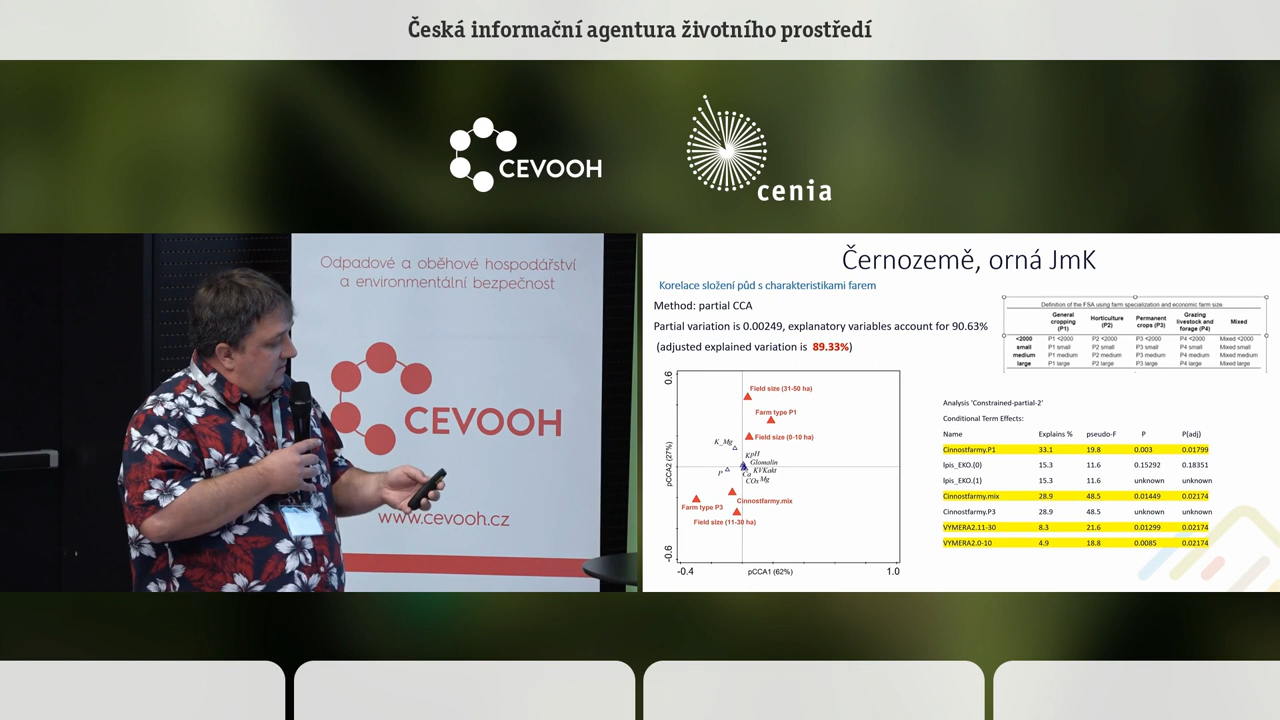 Česká informační agentura životního prostředí
CEVOOH
cenia
Odpadové a oběhové hospodářství
a environmentální bezpečnost
CEVOOH
www.cevooh.cz
Černozemě, orná JmK
Korelace složení půd s charakteristikami farem
Method: partial CCA
Partial variation is 0.00249, explanatory variables account for 90.63%
(adjusted explained variation is 89.33%)
Definition of the FSA using farm specialization and economic farm size.
General cropping (P1) Horticulture (P2) Permanent crops (P3) Grazing livestock and forage (P4) Mixed
<2000 P1 <2000 P2 <2000 P3 <2000 P4 <2000 Mixed <2000
small P1 small P2 small P3 small P4 small Mixed small
medium P1 medium P2 medium P3 medium P4 medium Mixed medium
large P1 large P2 large P3 large P4 large Mixed large
0.6
pCCA2 (27%)
-0.6
Field size (31-50 ha)
Farm type P1
Field size (0-10 ha)
K_Mg
KpH
Glomalin
P
Ca
KVKakt
COx Mg
Cinnostfarmy.mix
Farm type P3
Field size (11-30 ha)
-0.4
pCCA1 (62%)
1.0
Analysis 'Constrained-partial-2'
Conditional Term Effects:
Name Explains % pseudo-F P P(adj)
Cinnostfarmy.P1 33.1 19.8 0.003 0.01799
lpis_EKO.(0) 15.3 11.6 0.15292 0.18351
lpis_EKO.(1) 15.3 11.6 unknown unknown
Cinnostfarmy.mix 28.9 48.5 0.01449 0.02174
Cinnostfarmy.P3 28.9 48.5 unknown unknown
VYMERA2.11-30 8.3 21.6 0.01299 0.02174
VYMERA2.0-10 4.9 18.8 0.0085 0.02174